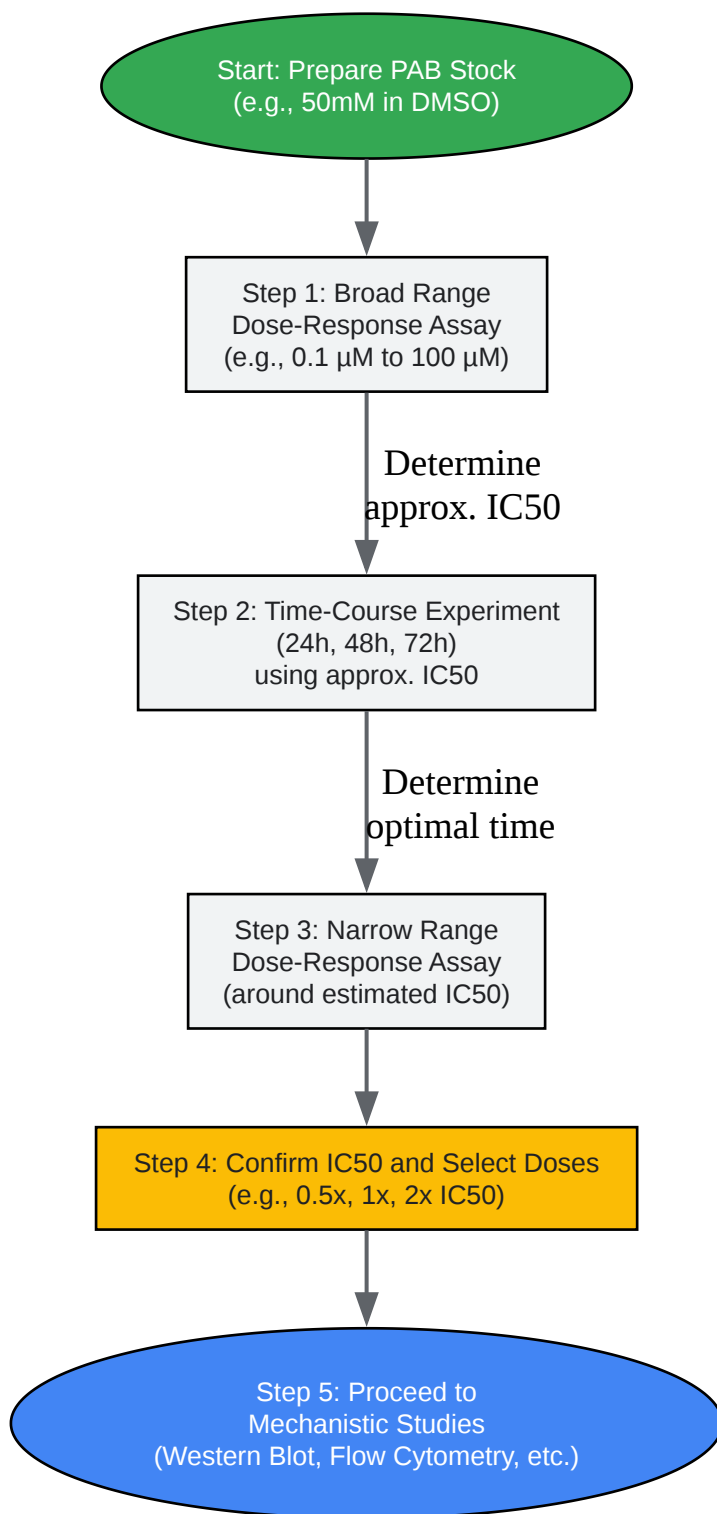 Start: Prepare PAB Stock
(e.g., 50mM in DMSO)
Step 1: Broad Range
Dose-Response Assay
(e.g., 0.1 µM to 100 µM)
Determine
approx. IC50
Step 2: Time-Course Experiment
(24h, 48h, 72h)
using approx. IC50
Determine
optimal time
Step 3: Narrow Range
Dose-Response Assay
(around estimated IC50)
Step 4: Confirm IC50 and Select Doses
(e.g., 0.5x, 1x, 2x IC50)
Step 5: Proceed to
Mechanistic Studies
(Western Blot, Flow Cytometry, etc.)